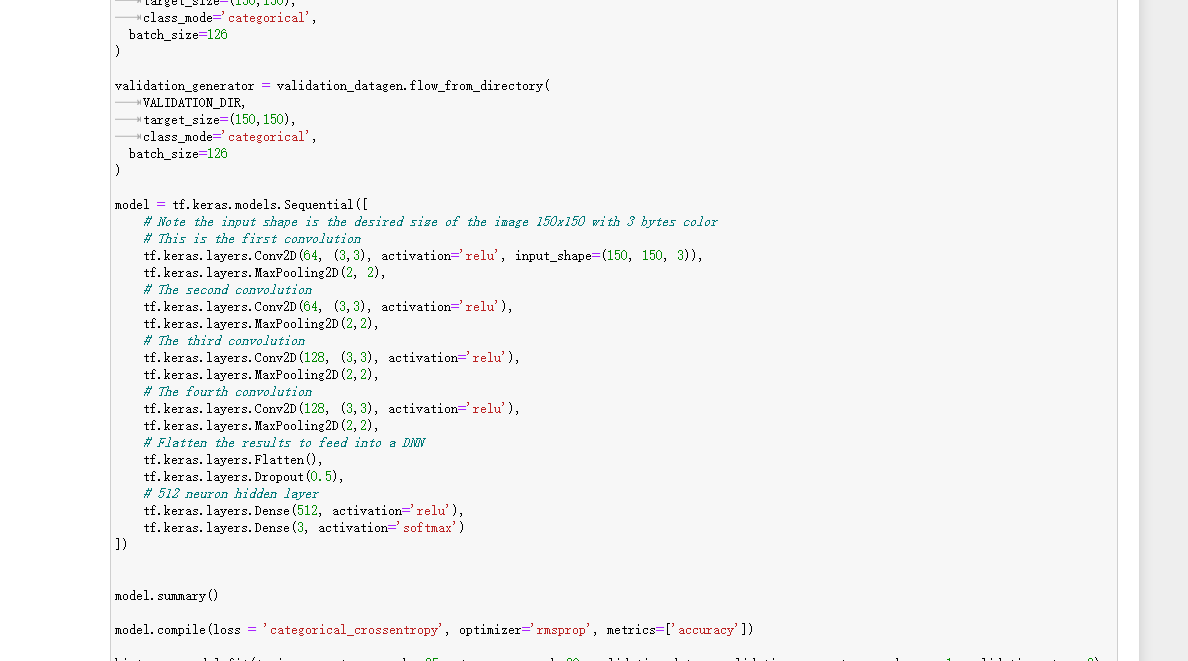 target_size=(150,150),
class_mode='categorical',
batch_size=126
)
validation_generator = validation_datagen.flow_from_directory(
VALIDATION_DIR,
target_size=(150,150),
class_mode='categorical',
batch_size=126
)
model = tf.keras.models.Sequential([
# Note the input shape is the desired size of the image 150x150 with 3 bytes color
# This is the first convolution
tf.keras.layers.Conv2D(64, (3,3), activation='relu', input_shape=(150, 150, 3)),
tf.keras.layers.MaxPooling2D(2, 2),
# The second convolution
tf.keras.layers.Conv2D(64, (3,3), activation='relu'),
tf.keras.layers.MaxPooling2D(2,2),
# The third convolution
tf.keras.layers.Conv2D(128, (3,3), activation='relu'),
tf.keras.layers.MaxPooling2D(2,2),
# The fourth convolution
tf.keras.layers.Conv2D(128, (3,3), activation='relu'),
tf.keras.layers.MaxPooling2D(2,2),
# Flatten the results to feed into a DNN
tf.keras.layers.Flatten(),
tf.keras.layers.Dropout(0.5),
# 512 neuron hidden layer
tf.keras.layers.Dense(512, activation='relu'),
tf.keras.layers.Dense(3, activation='softmax')
])
model.summary()
model.compile(loss = 'categorical_crossentropy', optimizer='rmsprop', metrics=['accuracy'])